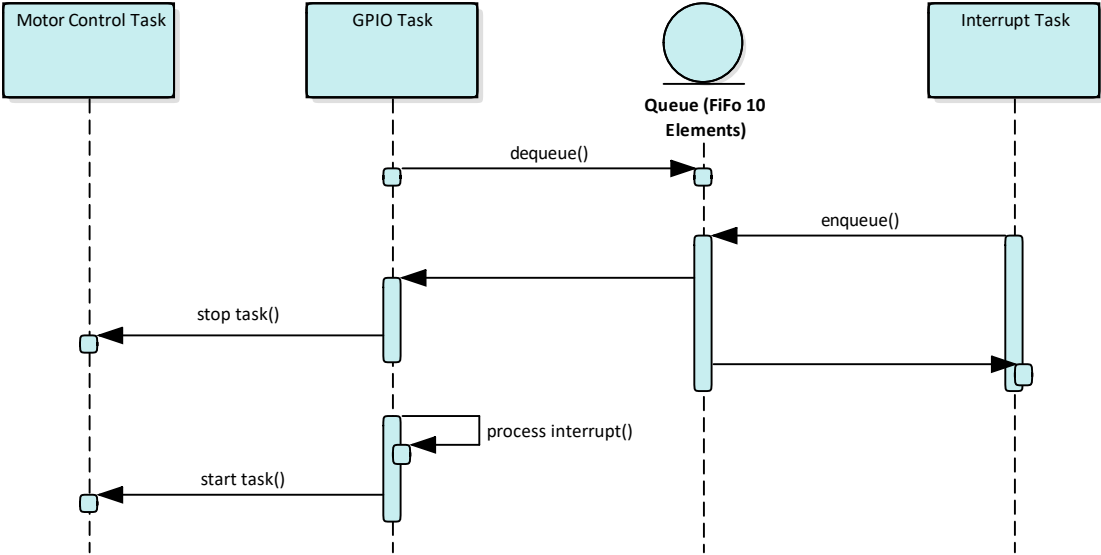 Motor Control Task
GPIO Task
Interrupt Task
Queue (FiFo 10
Elements)
dequeue()
enqueue()
stop task()
process interrupt()
start task()